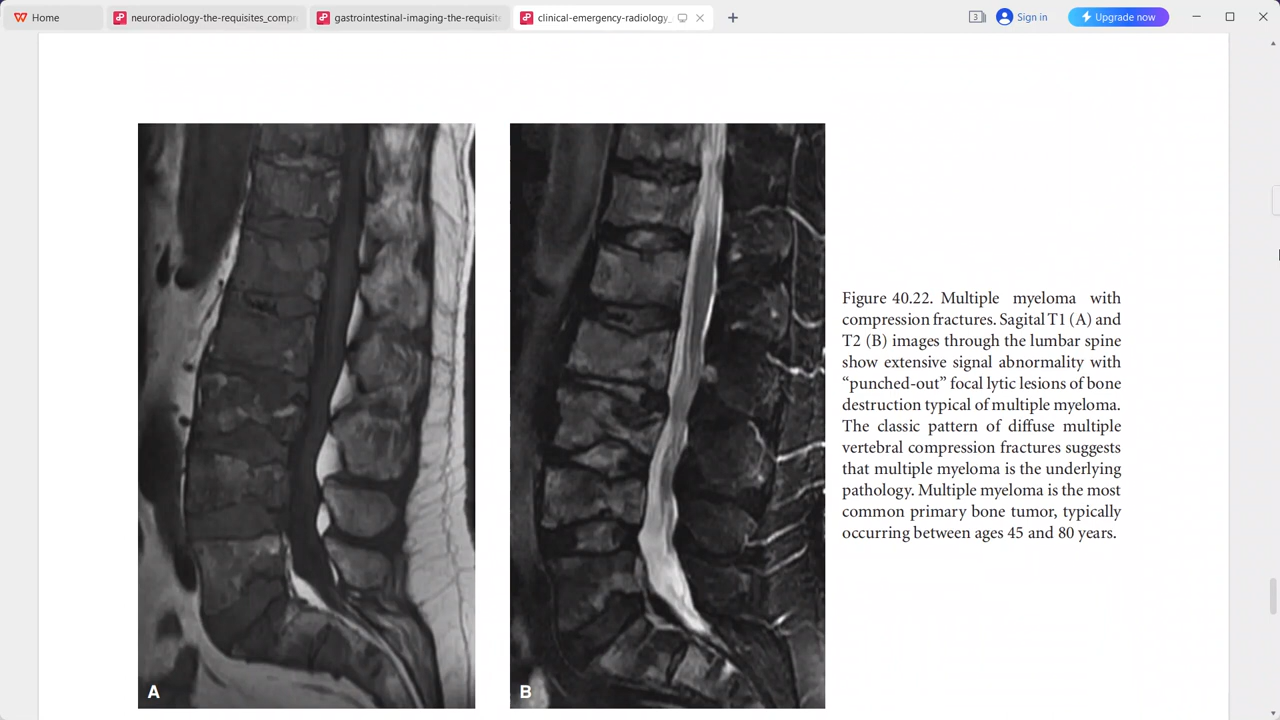 Home
neuroradiology-the-requisites_compre
gastrointestinal-imaging-the-requisite
clinical-emergency-radiology_
3
Sign in
Upgrade now
Figure 40.22. Multiple myeloma with
compression fractures. Sagital T1 (A) and
T2 (B) images through the lumbar spine
show extensive signal abnormality with
“punched-out” focal lytic lesions of bone
destruction typical of multiple myeloma.
The classic pattern of diffuse multiple
vertebral compression fractures suggests
that multiple myeloma is the underlying
pathology. Multiple myeloma is the most
common primary bone tumor, typically
occurring between ages 45 and 80 years.
A
B